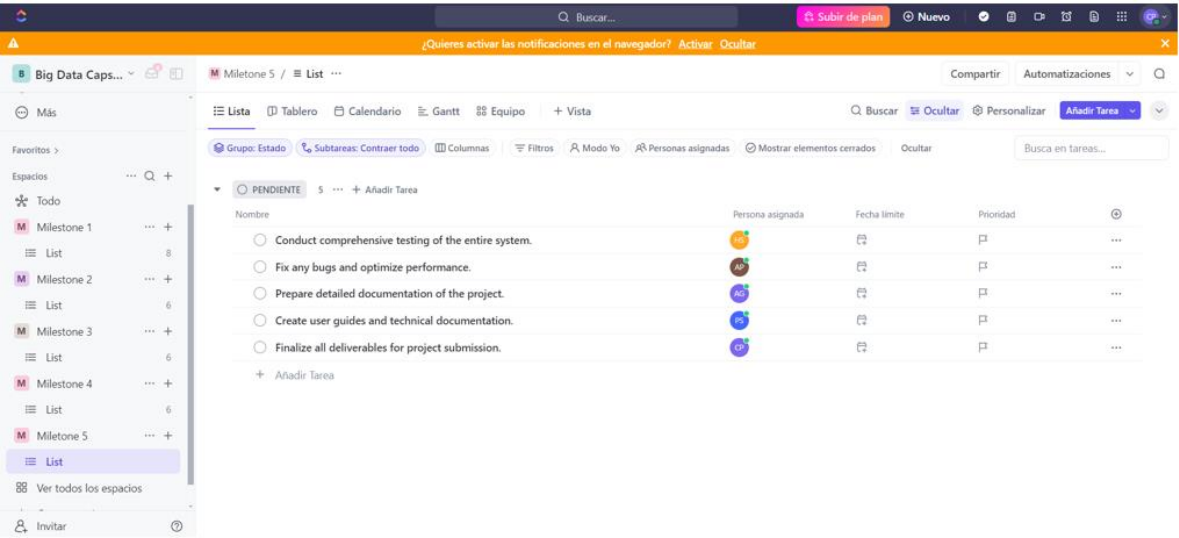 Buscar...
Subir de plan
Nuevo
CP
¿Quieres activar las notificaciones en el navegador? Activar Ocultar
B Big Data Caps...
M Miletone 5 / List ...
Compartir
Automatizaciones
Más
Lista
Tablero
Calendario
Gantt
Equipo
+ Vista
Buscar
Ocultar
Personalizar
Añadir Tarea
Favoritos >
Grupo: Estado
Subtareas: Contraer todo
Columnas
Filtros
Modo Yo
Personas asignadas
Mostrar elementos cerrados
Ocultar
Busca en tareas...
Espacios
Todo
M Milestone 1
List 8
M Milestone 2
List 6
M Milestone 3
List 6
M Milestone 4
List 6
M Miletone 5
List
Ver todos los espacios
Invitar
PENDIENTE 5 ... + Añadir Tarea
Nombre Persona asignada Fecha límite Prioridad
Conduct comprehensive testing of the entire system. HS
Fix any bugs and optimize performance. AP
Prepare detailed documentation of the project. AG
Create user guides and technical documentation. PS
Finalize all deliverables for project submission. CP
+ Añadir Tarea